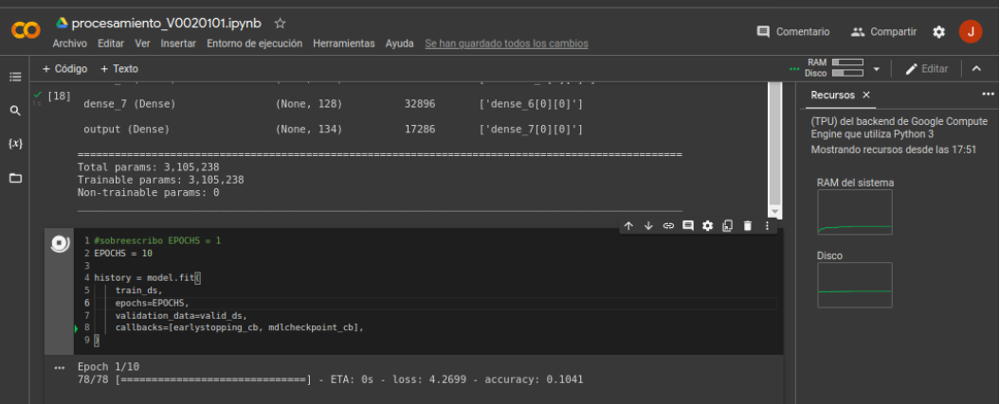 procesamiento_V0020101.ipynb
Archivo Editar Ver Insertar Entorno de ejecución Herramientas Ayuda Se han guardado todos los cambios
Comentario Compartir J
+ Código + Texto
RAM
Disco
Editar
[18]
dense_7 (Dense) (None, 128) 32896 ['dense_6[0][0]']
output (Dense) (None, 134) 17286 ['dense_7[0][0]']
==================================================================================================
Total params: 3,105,238
Trainable params: 3,105,238
Non-trainable params: 0
__________________________________________________________________________________________________
1 #sobreescribo EPOCHS = 1
2 EPOCHS = 10
3
4 history = model.fit(
5 train_ds,
6 epochs=EPOCHS,
7 validation_data=valid_ds,
8 callbacks=[earlystopping_cb, mdlcheckpoint_cb],
9 )
Epoch 1/10
78/78 [==============================] - ETA: 0s - loss: 4.2699 - accuracy: 0.1041
Recursos
(TPU) del backend de Google Compute
Engine que utiliza Python 3
Mostrando recursos desde las 17:51
RAM del sistema
Disco